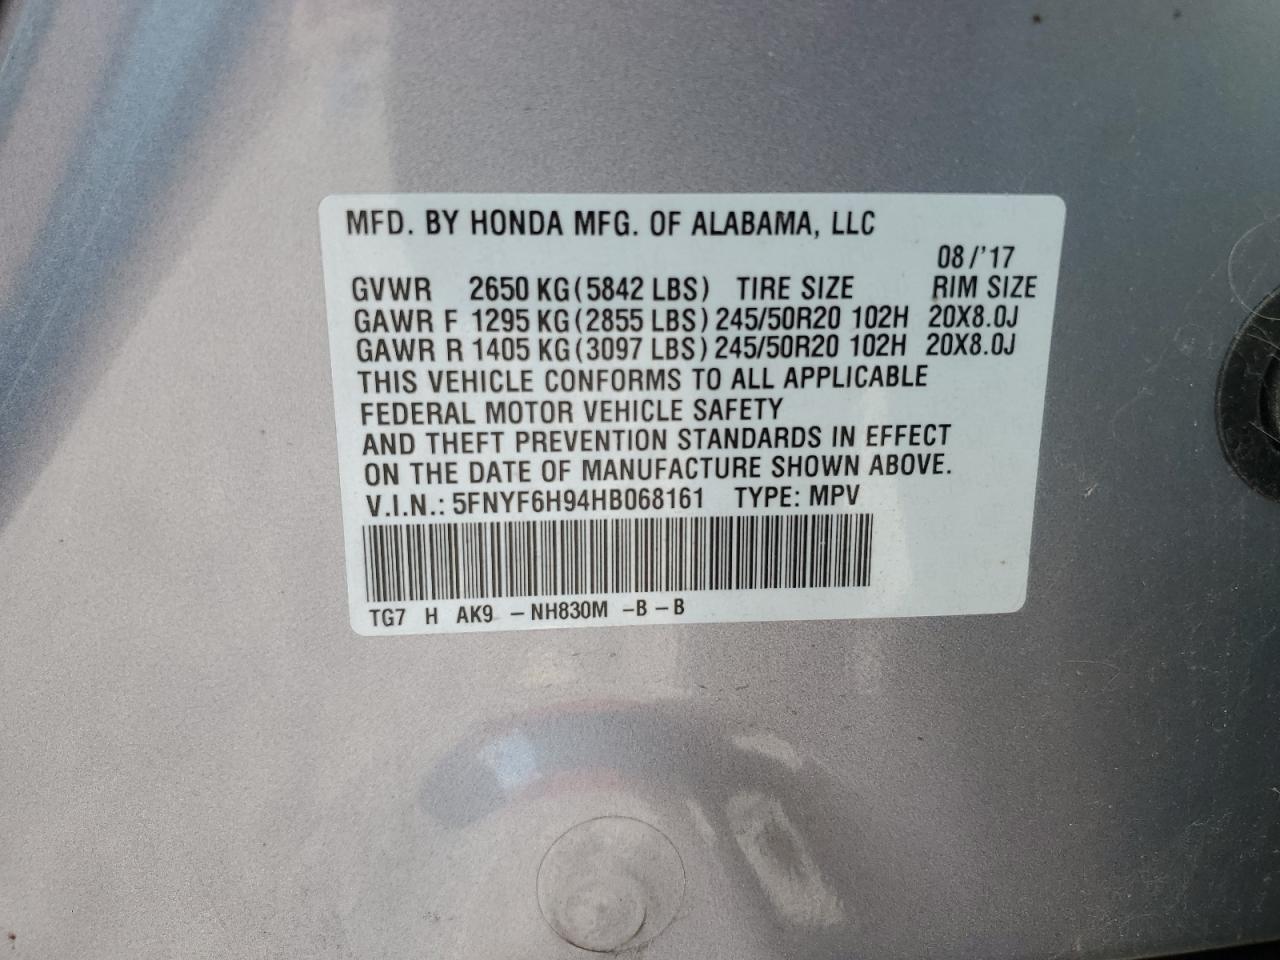 MFD. BY HONDA MFG. OF ALABAMA, LLC
08/'17
GVWR 2650 KG(5842 LBS) TIRE SIZE RIM SIZE
GAWR F 1295 KG(2855 LBS) 245/50R20 102H 20X8.0J
GAWR R 1405 KG(3097 LBS) 245/50R20 102H 20X8.0J
THIS VEHICLE CONFORMS TO ALL APPLICABLE
FEDERAL MOTOR VEHICLE SAFETY
AND THEFT PREVENTION STANDARDS IN EFFECT
ON THE DATE OF MANUFACTURE SHOWN ABOVE.
V.I.N.: 5FNYF6H94HB068161 TYPE: MPV
TG7 H AK9 – NH830M –B – B